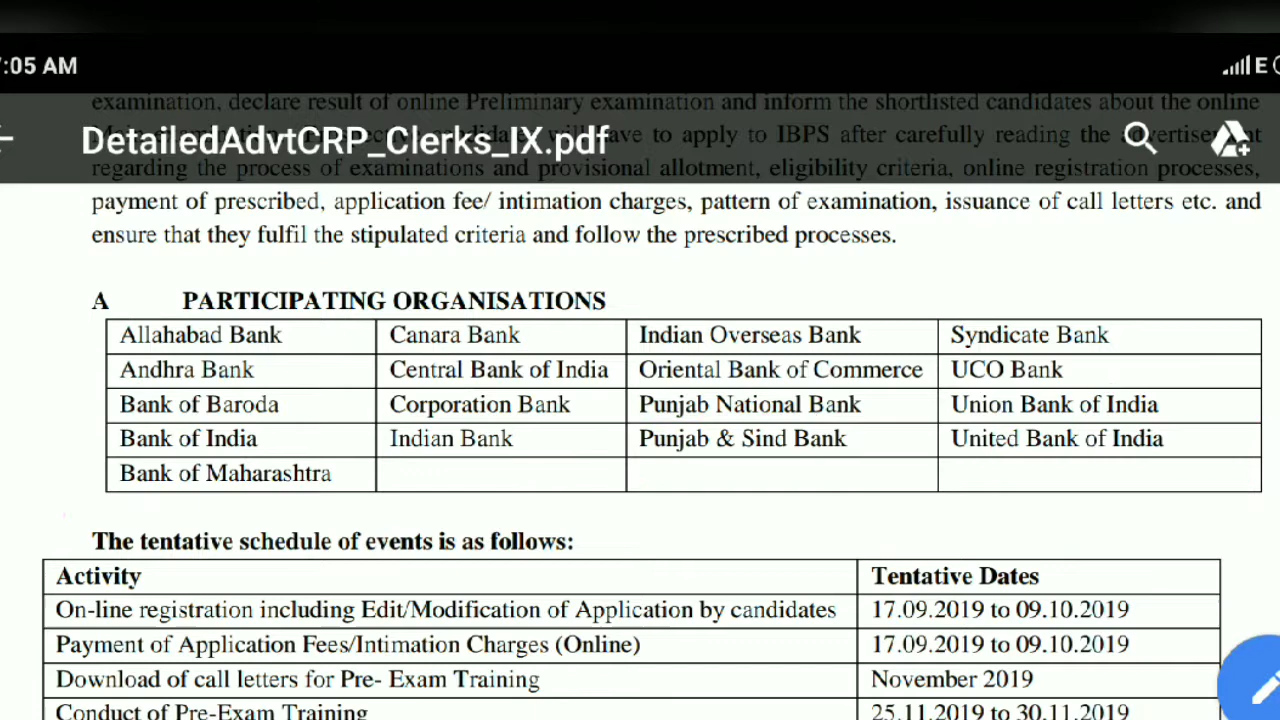 :05 AM
E
examination, declare result of online Preliminary examination and inform the shortlisted candidates about the online
DetailedAdvtCRP_Clerks_IX.pdf
have to apply to IBPS after carefully reading the
regarding the process of examinations and provisional allotment, eligibility criteria, online registration processes,
payment of prescribed, application fee/ intimation charges, pattern of examination, issuance of call letters etc. and
ensure that they fulfil the stipulated criteria and follow the prescribed processes.
A PARTICIPATING ORGANISATIONS
Allahabad Bank Canara Bank Indian Overseas Bank Syndicate Bank
Andhra Bank Central Bank of India Oriental Bank of Commerce UCO Bank
Bank of Baroda Corporation Bank Punjab National Bank Union Bank of India
Bank of India Indian Bank Punjab & Sind Bank United Bank of India
Bank of Maharashtra
The tentative schedule of events is as follows:
Activity Tentative Dates
On-line registration including Edit/Modification of Application by candidates 17.09.2019 to 09.10.2019
Payment of Application Fees/Intimation Charges (Online) 17.09.2019 to 09.10.2019
Download of call letters for Pre- Exam Training November 2019
Conduct of Pre-Exam Training 25.11.2019 to 30.11.2019